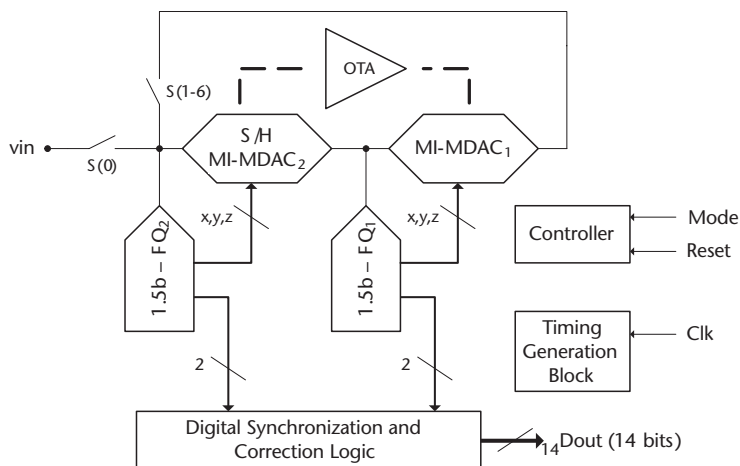 OTA
S(1-6)
vin
S(0)
S/H
MI-MDAC₂
MI-MDAC₁
x,y,z
x,y,z
1.5b – FQ₂
1.5b – FQ₁
Controller
Mode
Reset
Timing
Generation
Block
Clk
2
2
Digital Synchronization and
Correction Logic
14
Dout (14 bits)